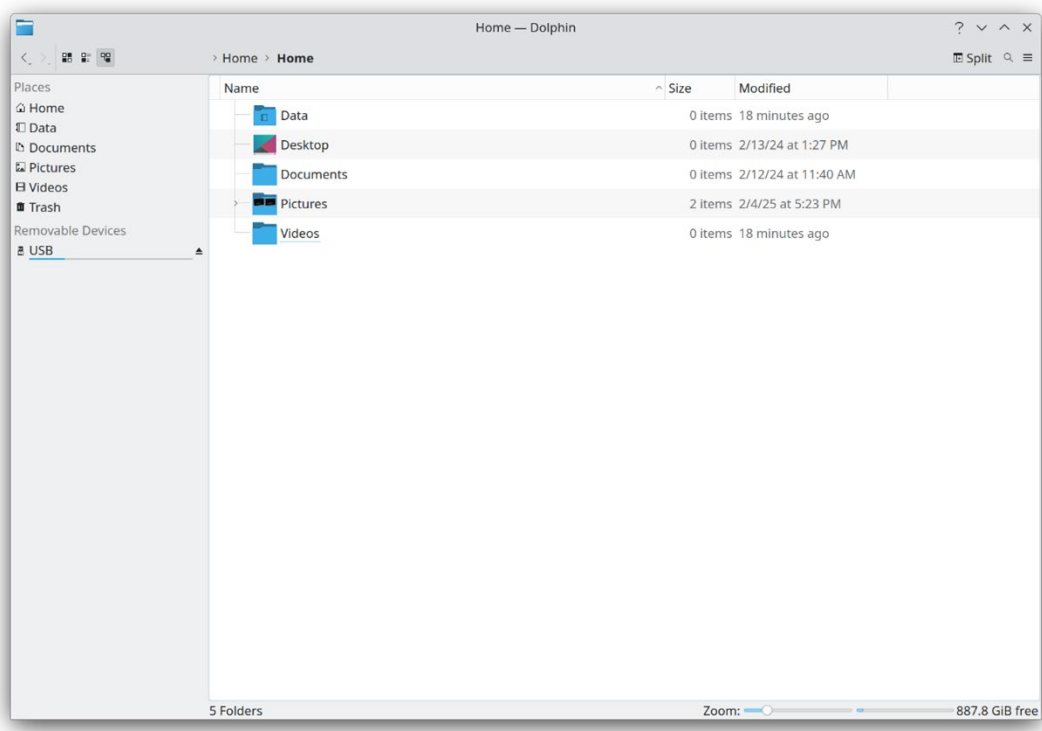 Home — Dolphin
Home > Home
Split
Places
Home
Data
Documents
Pictures
Videos
Trash
Removable Devices
USB
Name Size Modified
Data 0 items 18 minutes ago
Desktop 0 items 2/13/24 at 1:27 PM
Documents 0 items 2/12/24 at 11:40 AM
Pictures 2 items 2/4/25 at 5:23 PM
Videos 0 items 18 minutes ago
5 Folders Zoom: 887.8 GiB free